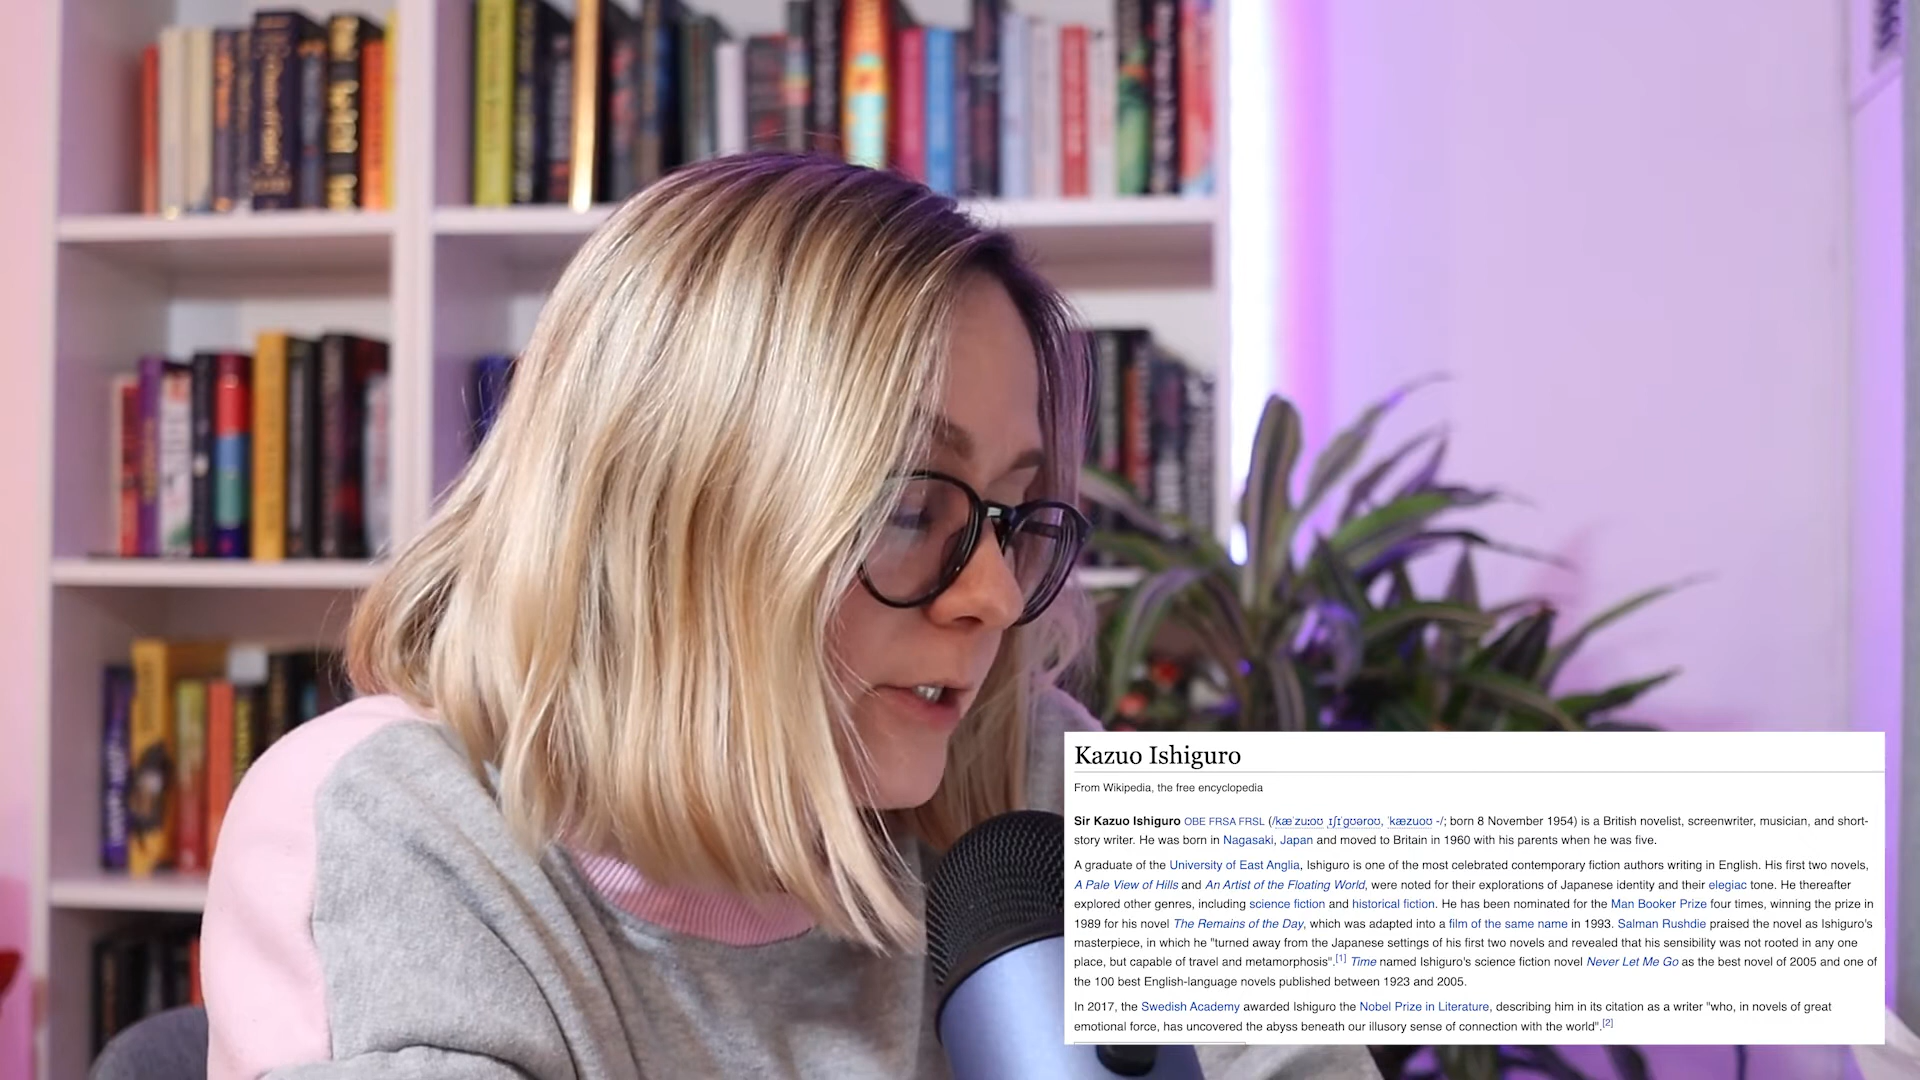 Kazuo Ishiguro
From Wikipedia, the free encyclopedia
Sir Kazuo Ishiguro OBE FRSA FRSL (/kæˈzuːoʊ ˌɪʃɪˈɡʊəroʊ, ˈkæzuoʊ -/; born 8 November 1954) is a British novelist, screenwriter, musician, and short-
story writer. He was born in Nagasaki, Japan and moved to Britain in 1960 with his parents when he was five.
A graduate of the University of East Anglia, Ishiguro is one of the most celebrated contemporary fiction authors writing in English. His first two novels,
A Pale View of Hills and An Artist of the Floating World, were noted for their explorations of Japanese identity and their elegiac tone. He thereafter
explored other genres, including science fiction and historical fiction. He has been nominated for the Man Booker Prize four times, winning the prize in
1989 for his novel The Remains of the Day, which was adapted into a film of the same name in 1993. Salman Rushdie praised the novel as Ishiguro's
masterpiece, in which he "turned away from the Japanese settings of his first two novels and revealed that his sensibility was not rooted in any one
place, but capable of travel and metamorphosis".[1] Time named Ishiguro's science fiction novel Never Let Me Go as the best novel of 2005 and one of
the 100 best English-language novels published between 1923 and 2005.
In 2017, the Swedish Academy awarded Ishiguro the Nobel Prize in Literature, describing him in its citation as a writer "who, in novels of great
emotional force, has uncovered the abyss beneath our illusory sense of connection with the world".[2]